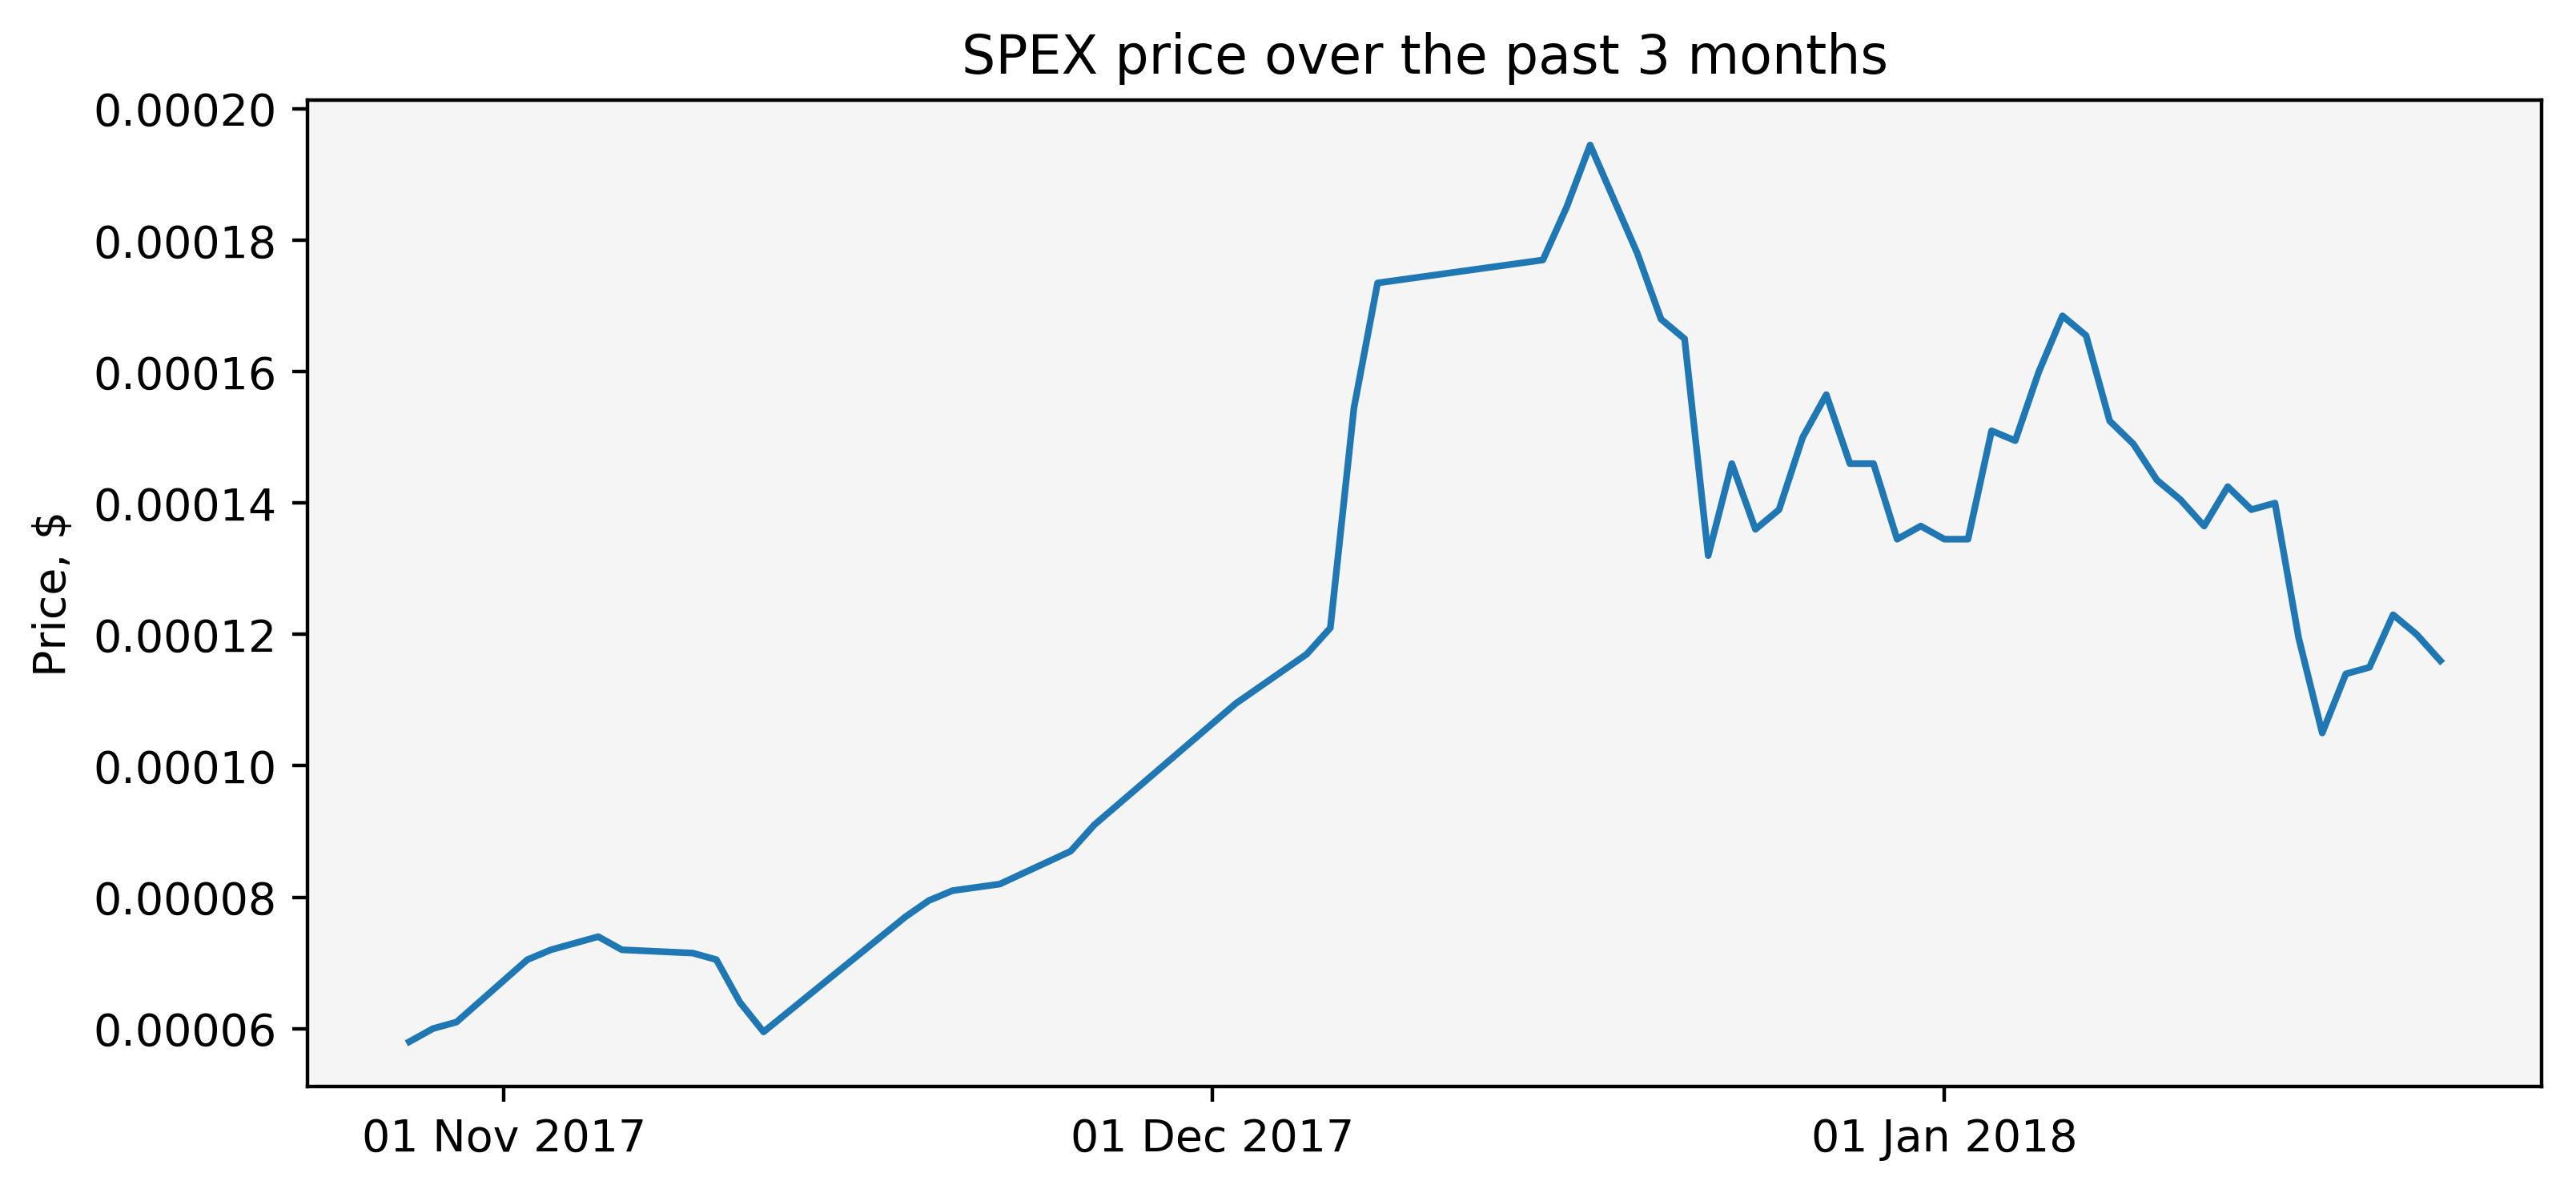 SPEX price over the past 3 months
0.00020
0.00018
0.00016
0.00014
0.00012
0.00010
0.00008
0.00006
Price, $
01 Nov 2017
01 Dec 2017
01 Jan 2018